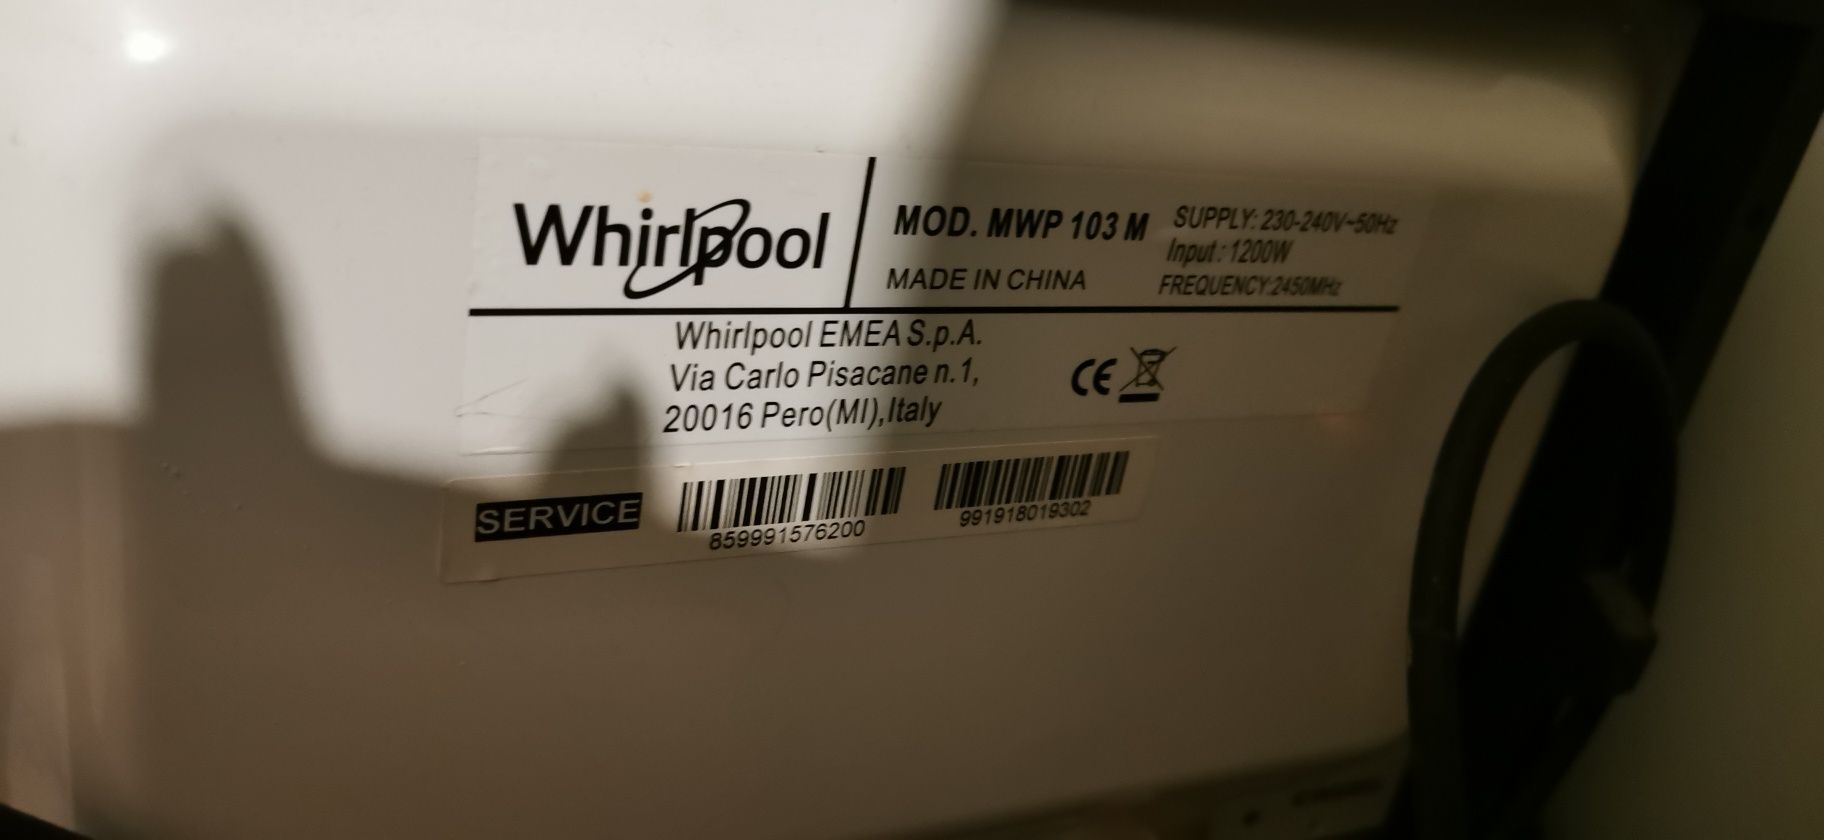 Whirlpool
MOD. MWP 103 M
MADE IN CHINA
SUPPLY: 230-240V~50Hz
Input: 1200W
FREQUENCY:2450MHz
Whirlpool EMEA S.p.A.
Via Carlo Pisacane n.1,
20016 Pero(MI),Italy
CE
SERVICE
859991576200
991918019302